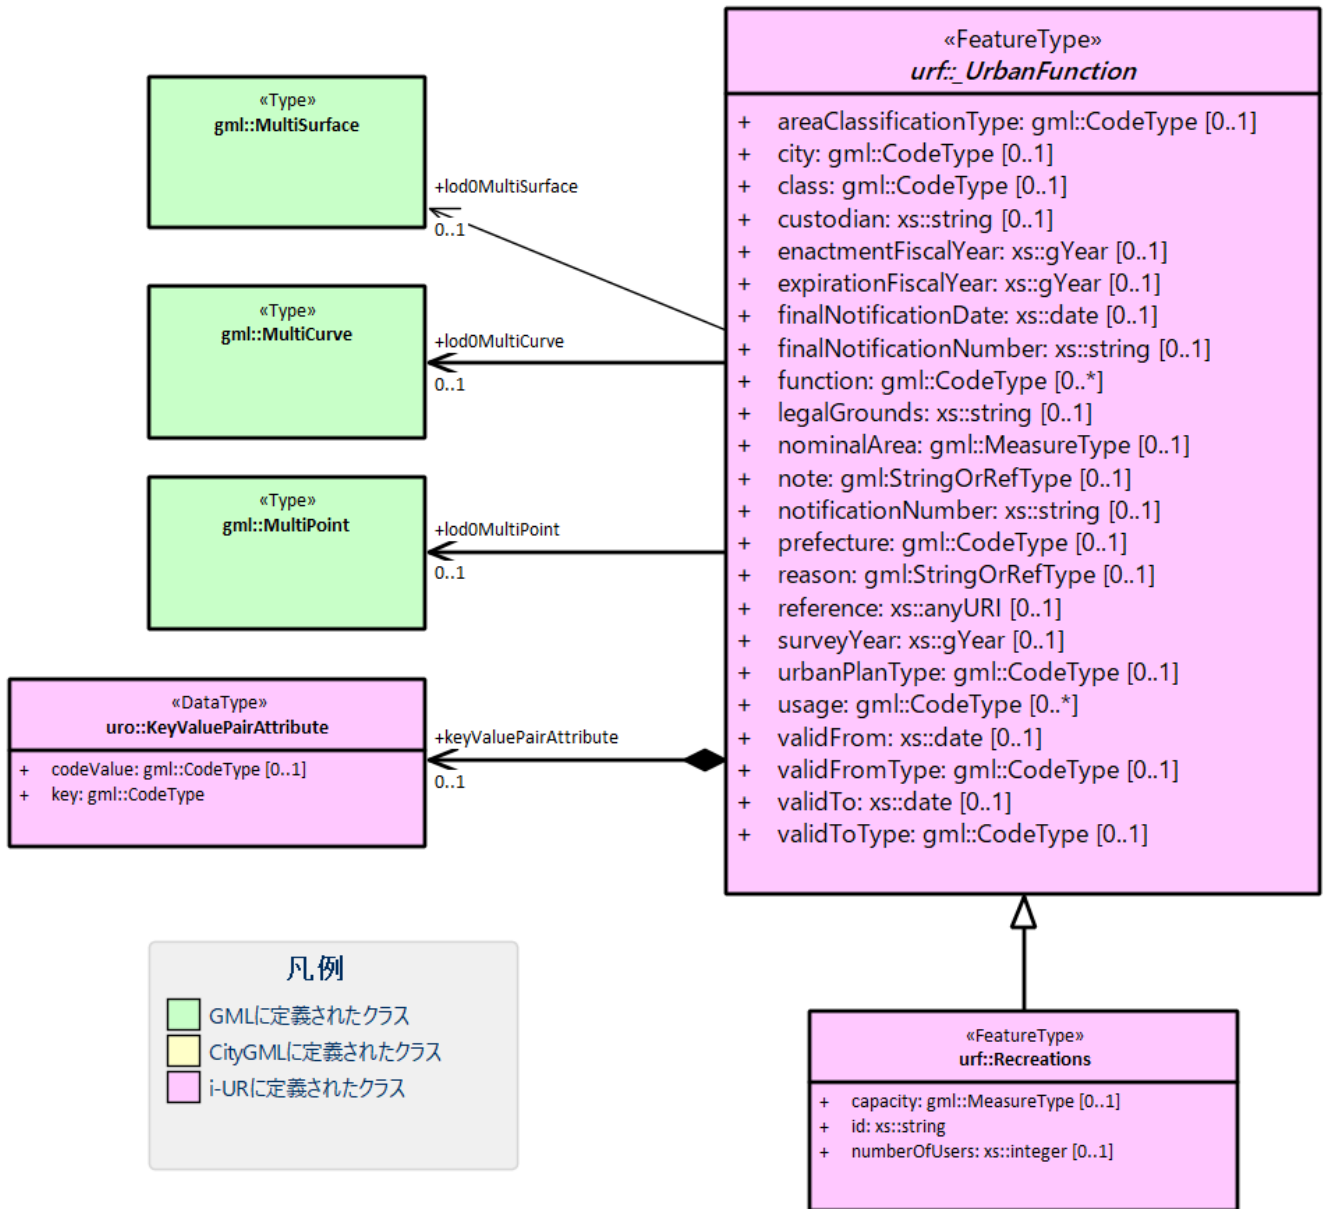 «FeatureType»
urf::_UrbanFunction
+ areaClassificationType: gml::CodeType [0..1]
+ city: gml::CodeType [0..1]
+ class: gml::CodeType [0..1]
+ custodian: xs::string [0..1]
+ enactmentFiscalYear: xs::gYear [0..1]
+ expirationFiscalYear: xs::gYear [0..1]
+ finalNotificationDate: xs::date [0..1]
+ finalNotificationNumber: xs::string [0..1]
+ function: gml::CodeType [0..*]
+ legalGrounds: xs::string [0..1]
+ nominalArea: gml::MeasureType [0..1]
+ note: gml:StringOrRefType [0..1]
+ notificationNumber: xs::string [0..1]
+ prefecture: gml::CodeType [0..1]
+ reason: gml:StringOrRefType [0..1]
+ reference: xs::anyURI [0..1]
+ surveyYear: xs::gYear [0..1]
+ urbanPlanType: gml::CodeType [0..1]
+ usage: gml::CodeType [0..*]
+ validFrom: xs::date [0..1]
+ validFromType: gml::CodeType [0..1]
+ validTo: xs::date [0..1]
+ validToType: gml::CodeType [0..1]
«Type»
gml::MultiSurface
+lod0MultiSurface
0..1
«Type»
gml::MultiCurve
+lod0MultiCurve
0..1
«Type»
gml::MultiPoint
+lod0MultiPoint
0..1
«DataType»
uro::KeyValuePairAttribute
+ codeValue: gml::CodeType [0..1]
+ key: gml::CodeType
+keyValuePairAttribute
0..1
凡例
GMLに定義されたクラス
CityGMLに定義されたクラス
i-URに定義されたクラス
«FeatureType»
urf::Recreations
+ capacity: gml::MeasureType [0..1]
+ id: xs::string
+ numberOfUsers: xs::integer [0..1]